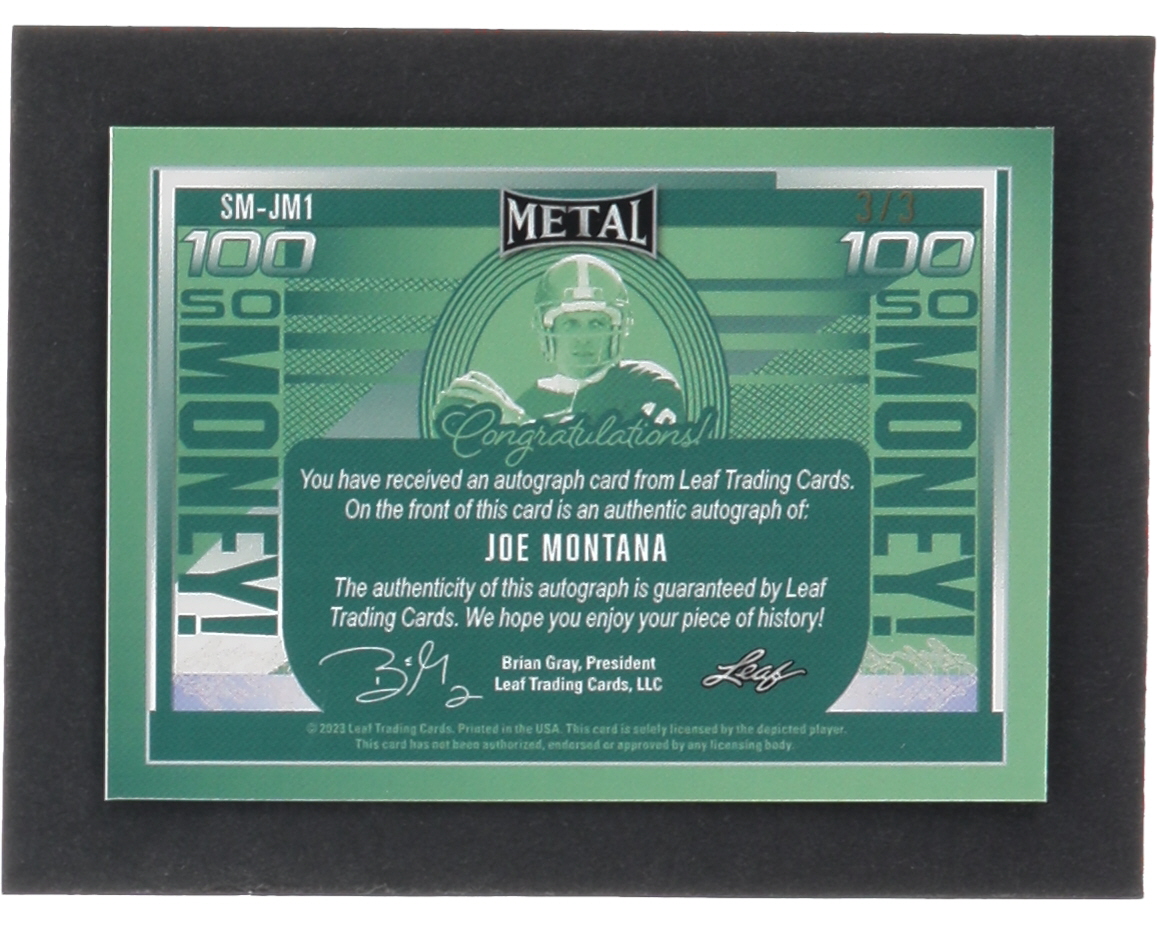 SM-JM1
METAL
3/3
100
100
SO
SO
MONEY!
MONEY!
Congratulations!
You have received an autograph card from Leaf Trading Cards.
On the front of this card is an authentic autograph of:
JOE MONTANA
The authenticity of this autograph is guaranteed by Leaf
Trading Cards. We hope you enjoy your piece of history!
Brian Gray, President
Leaf Trading Cards, LLC
Leaf
© 2023 Leaf Trading Cards. Printed in the USA. This card is solely licensed by the depicted player.
This card has not been authorized, endorsed or approved by any licensing body.